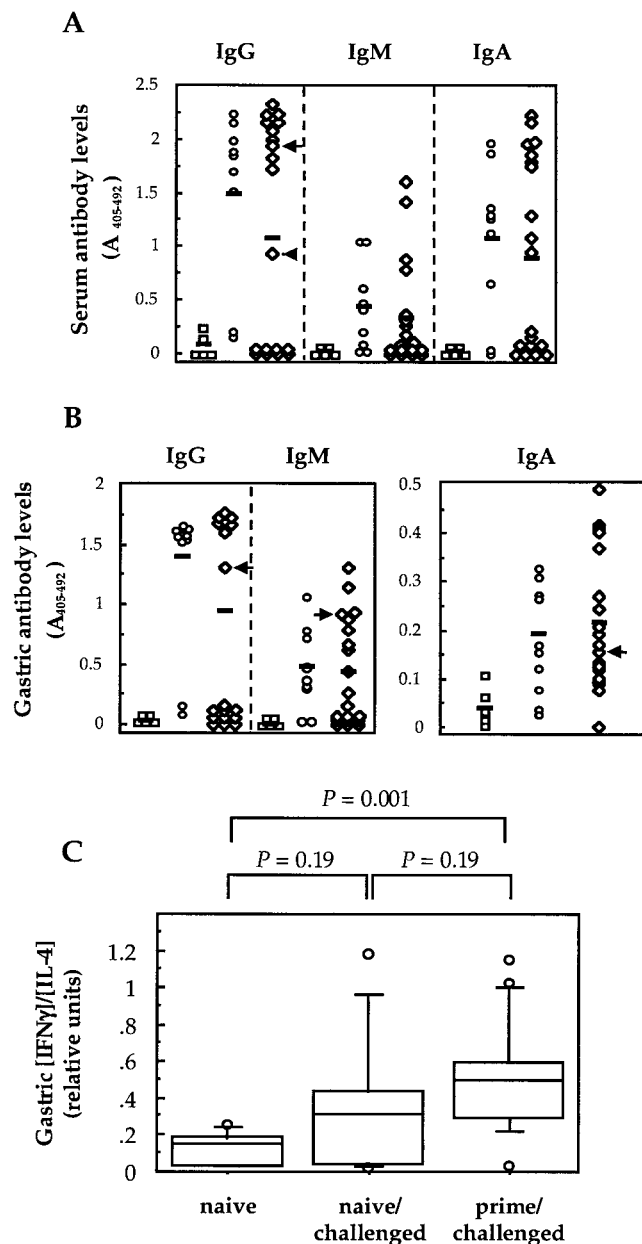 A
IgG IgM IgA
Serum antibody levels
(A 405-492)
2.5
2
1.5
1
0.5
0
B
IgG IgM IgA
Gastric antibody levels
(A405-492)
2
1.5
1
0.5
0
0.5
0.4
0.3
0.2
0.1
0
P = 0.001
C
P = 0.19 P = 0.19
Gastric [IFNγ]/[IL-4]
(relative units)
1.2
1
.8
.6
.4
.2
0
naive naive/ prime/
challenged challenged